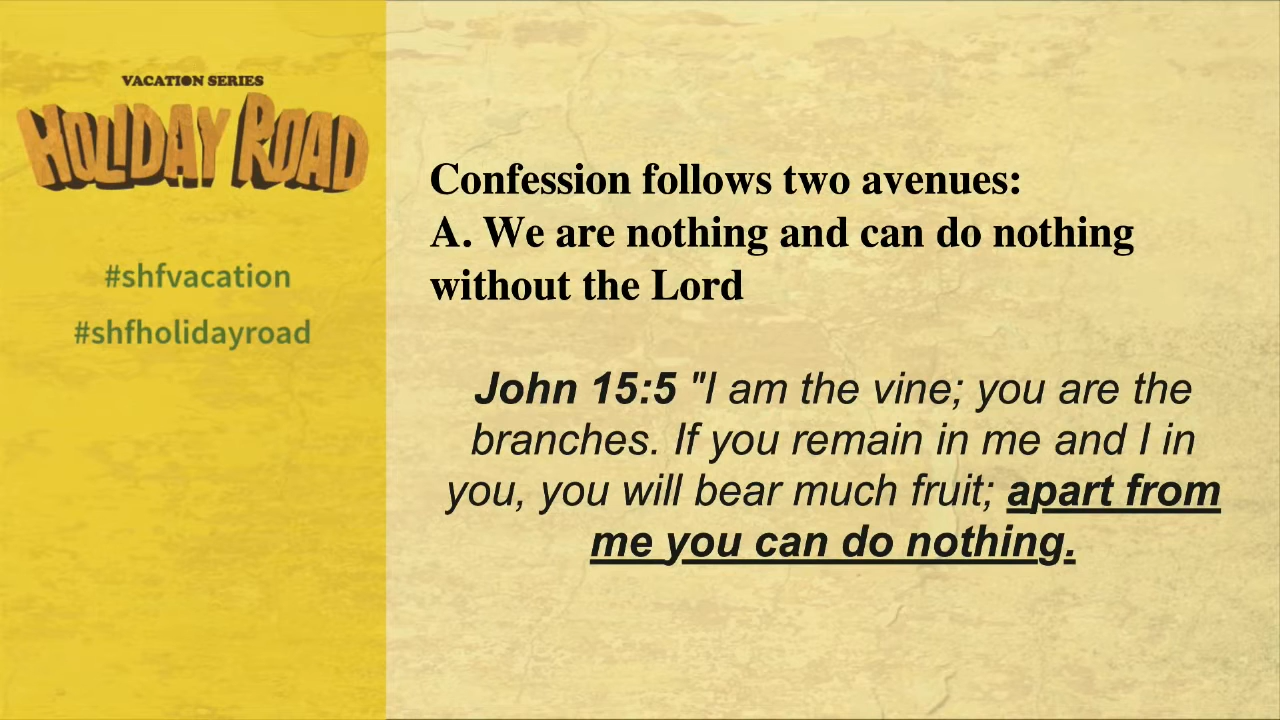 VACATION SERIES
HOLIDAY ROAD
#shfvacation
#shfholidayroad
Confession follows two avenues:
A. We are nothing and can do nothing
without the Lord
John 15:5 "I am the vine; you are the
branches. If you remain in me and I in
you, you will bear much fruit; apart from
me you can do nothing.